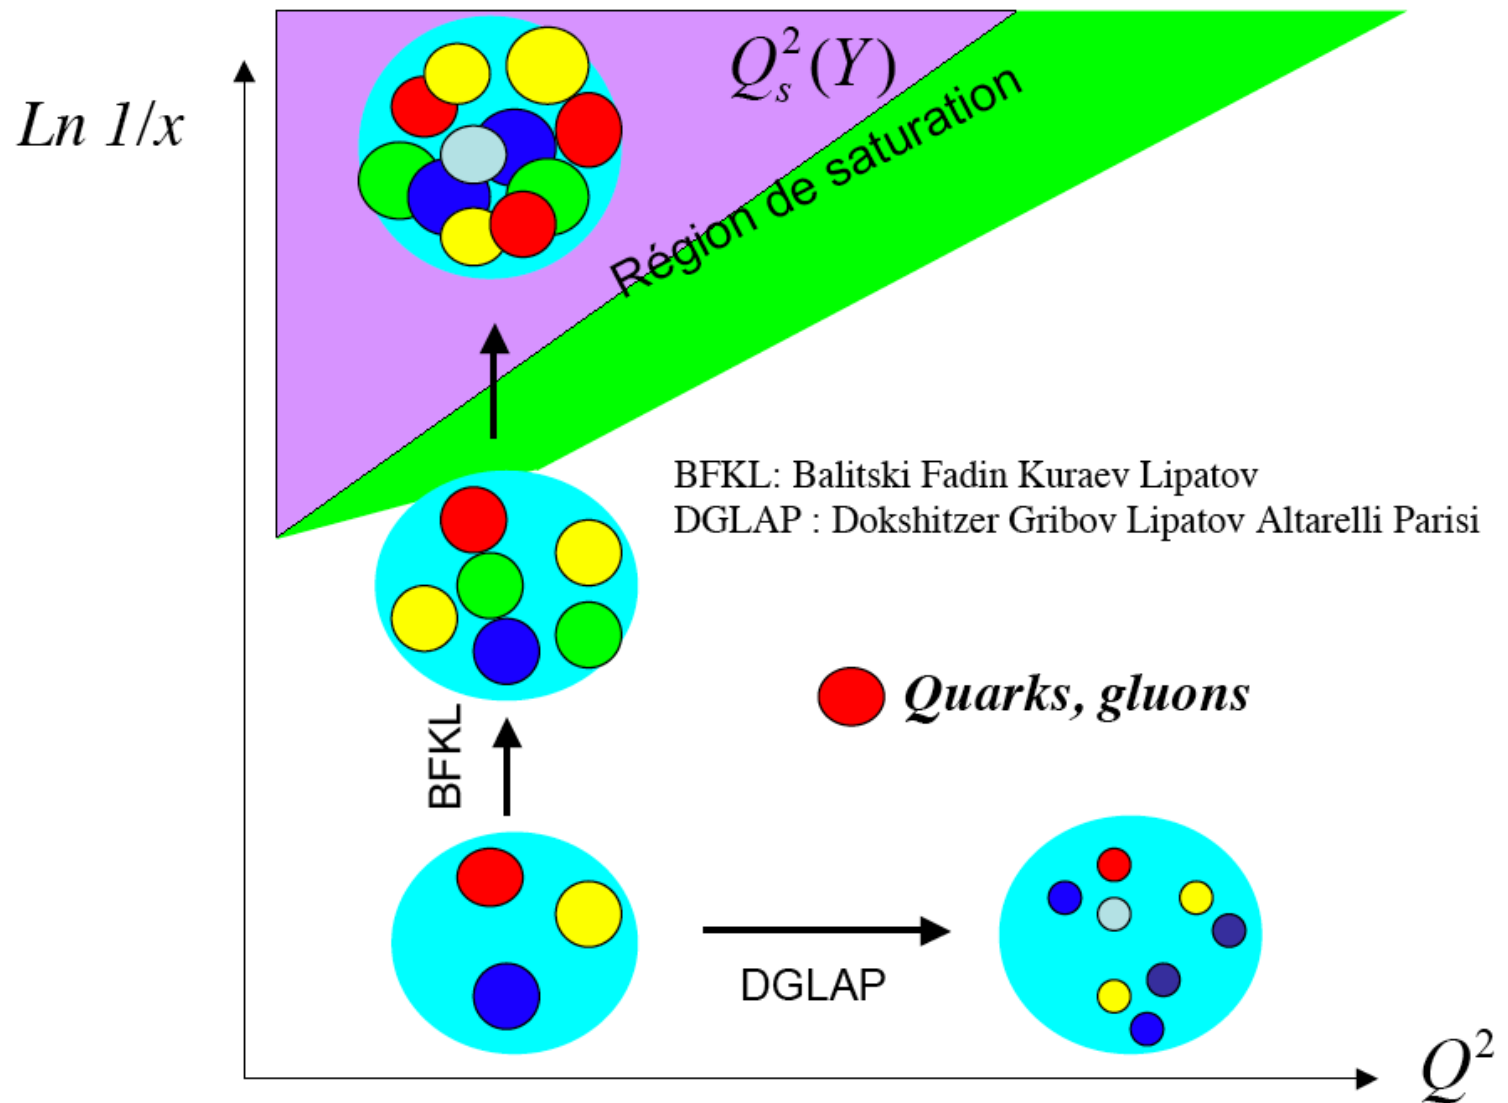 Q_s^2(Y)
Ln 1/x
Région de saturation
BFKL: Balitski Fadin Kuraev Lipatov
DGLAP : Dokshitzer Gribov Lipatov Altarelli Parisi
Quarks, gluons
BFKL
DGLAP
Q^2